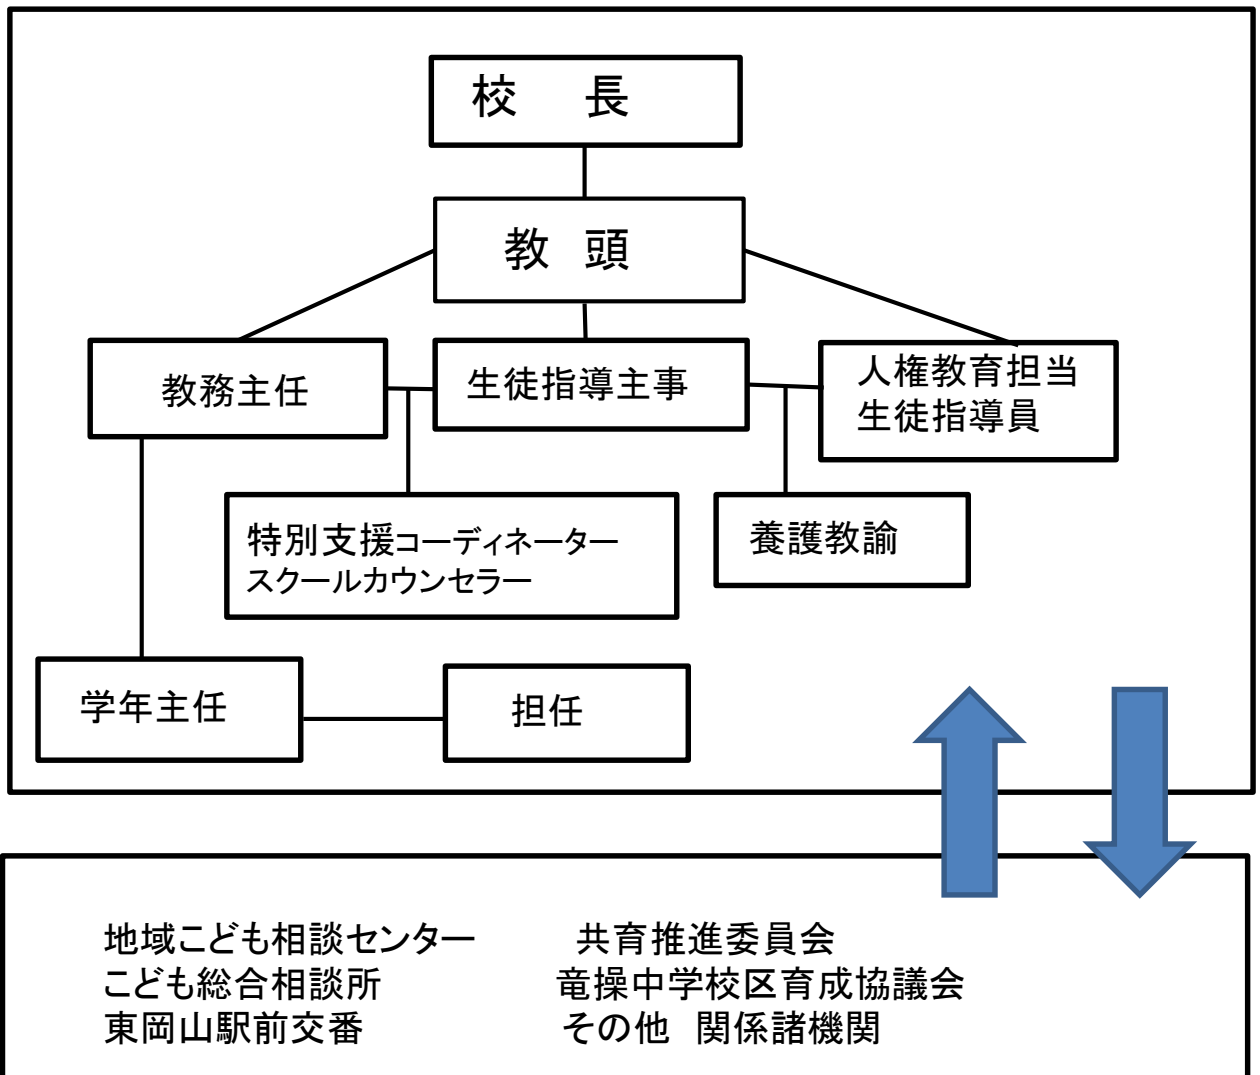 校　長
教　頭
教務主任
生徒指導主事
人権教育担当
生徒指導員
特別支援コーディネーター
スクールカウンセラー
養護教諭
学年主任
担任
地域こども相談センター
共育推進委員会
こども総合相談所
竜操中学校区育成協議会
東岡山駅前交番
その他　関係諸機関